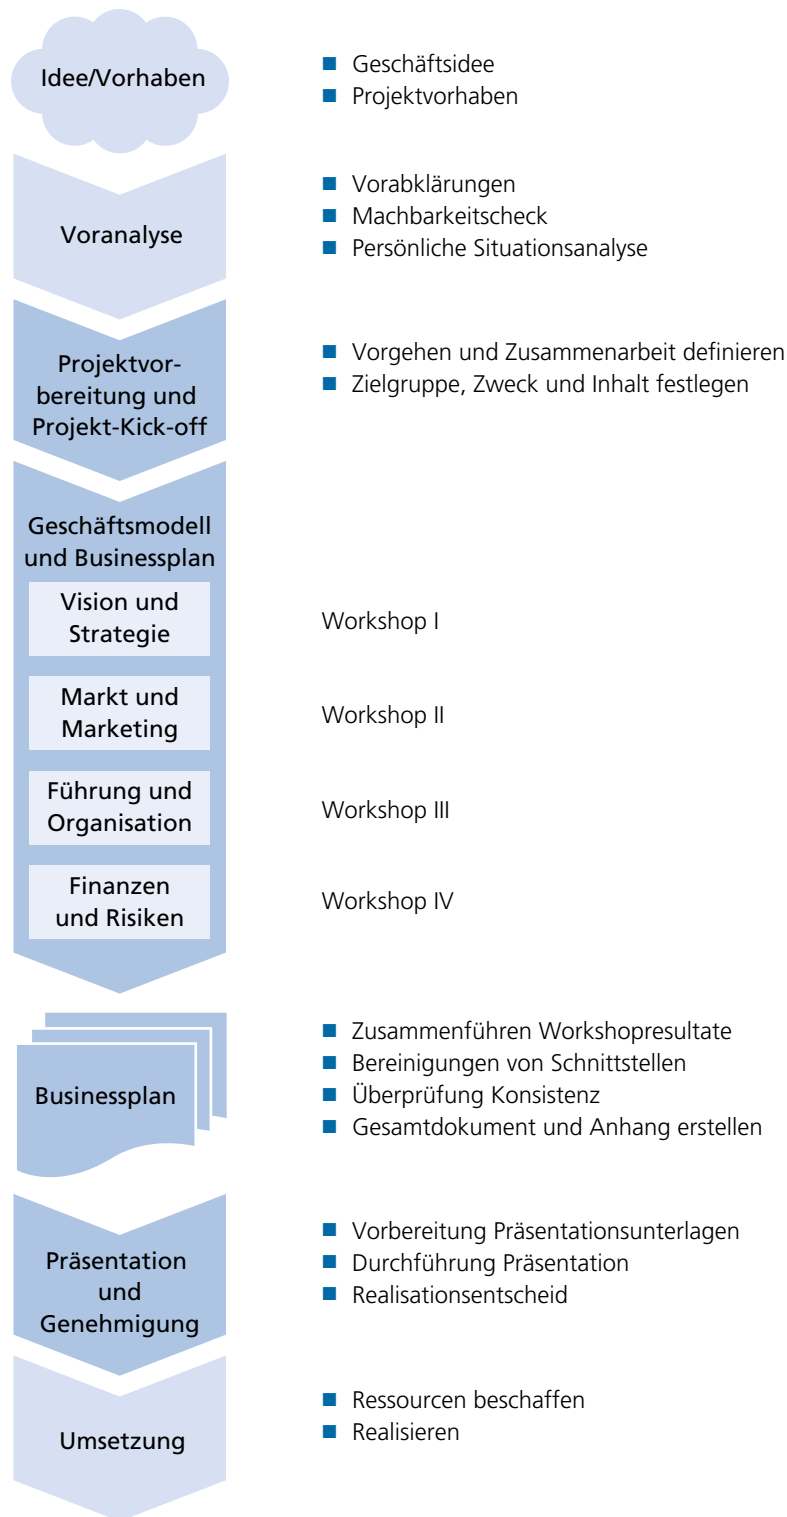 Idee/Vorhaben
■ Geschäftsidee
■ Projektvorhaben
Voranalyse
■ Vorabklärungen
■ Machbarkeitscheck
■ Persönliche Situationsanalyse
Projektvor-
bereitung und
Projekt-Kick-off
■ Vorgehen und Zusammenarbeit definieren
■ Zielgruppe, Zweck und Inhalt festlegen
Geschäftsmodell
und Businessplan
Vision und
Strategie
Workshop I
Markt und
Marketing
Workshop II
Führung und
Organisation
Workshop III
Finanzen
und Risiken
Workshop IV
Businessplan
■ Zusammenführen Workshopresultate
■ Bereinigungen von Schnittstellen
■ Überprüfung Konsistenz
■ Gesamtdokument und Anhang erstellen
Präsentation
und
Genehmigung
■ Vorbereitung Präsentationsunterlagen
■ Durchführung Präsentation
■ Realisationsentscheid
Umsetzung
■ Ressourcen beschaffen
■ Realisieren